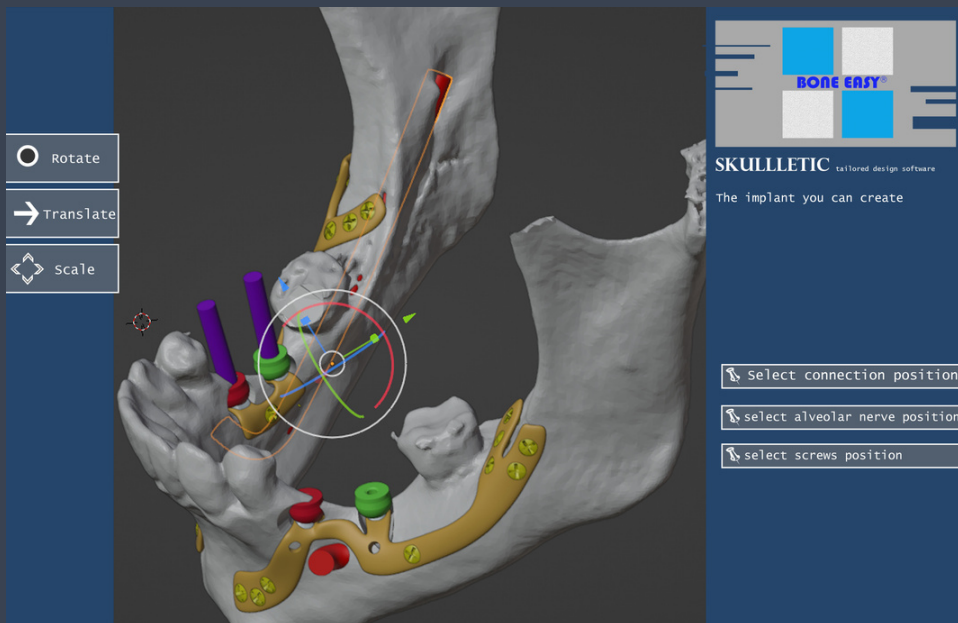 Rotate
Translate
Scale
BONE EASY®
SKULLLETIC tailored design software
The implant you can create
Select connection position
select alveolar nerve position
select screws position